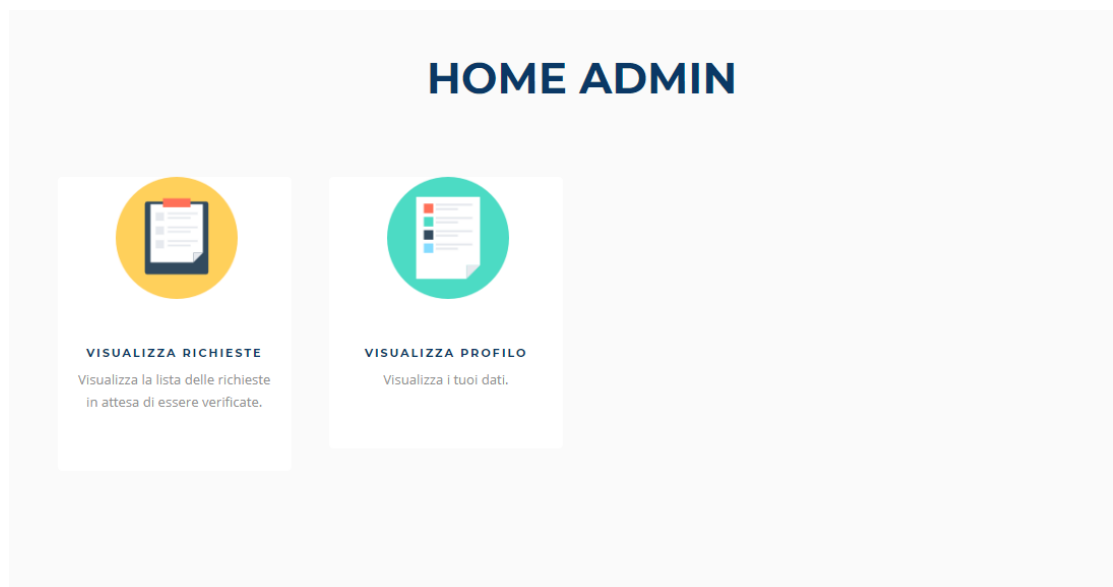 HOME ADMIN
VISUALIZZA RICHIESTE
Visualizza la lista delle richieste
in attesa di essere verificate.
VISUALIZZA PROFILO
Visualizza i tuoi dati.